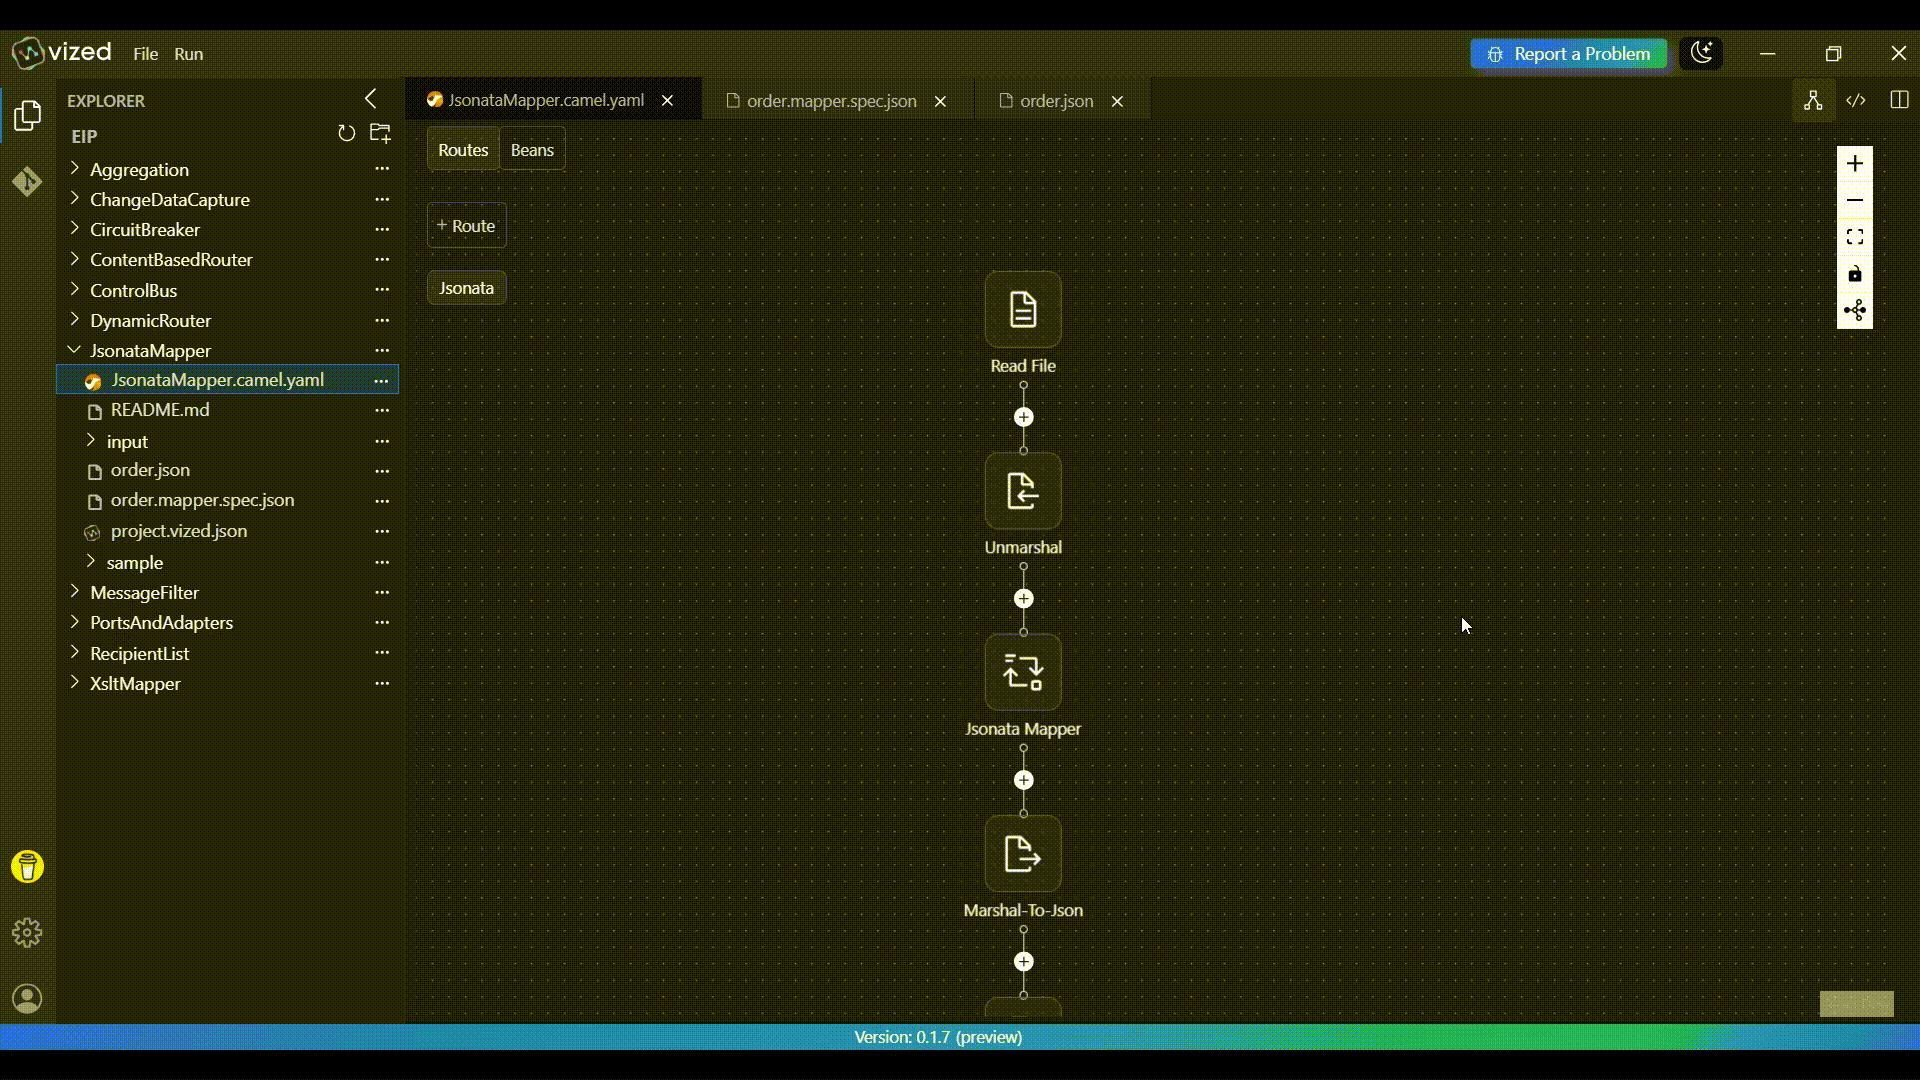 vized File Run Report a Problem
EXPLORER
JsonataMapper.camel.yaml order.mapper.spec.json order.json
EIP
Aggregation
ChangeDataCapture
CircuitBreaker
ContentBasedRouter
ControlBus
DynamicRouter
JsonataMapper
JsonataMapper.camel.yaml
README.md
input
order.json
order.mapper.spec.json
project.vized.json
sample
MessageFilter
PortsAndAdapters
RecipientList
XsltMapper
Routes Beans
+ Route
Jsonata
Read File
Unmarshal
Jsonata Mapper
Marshal-To-Json
Version: 0.1.7 (preview)